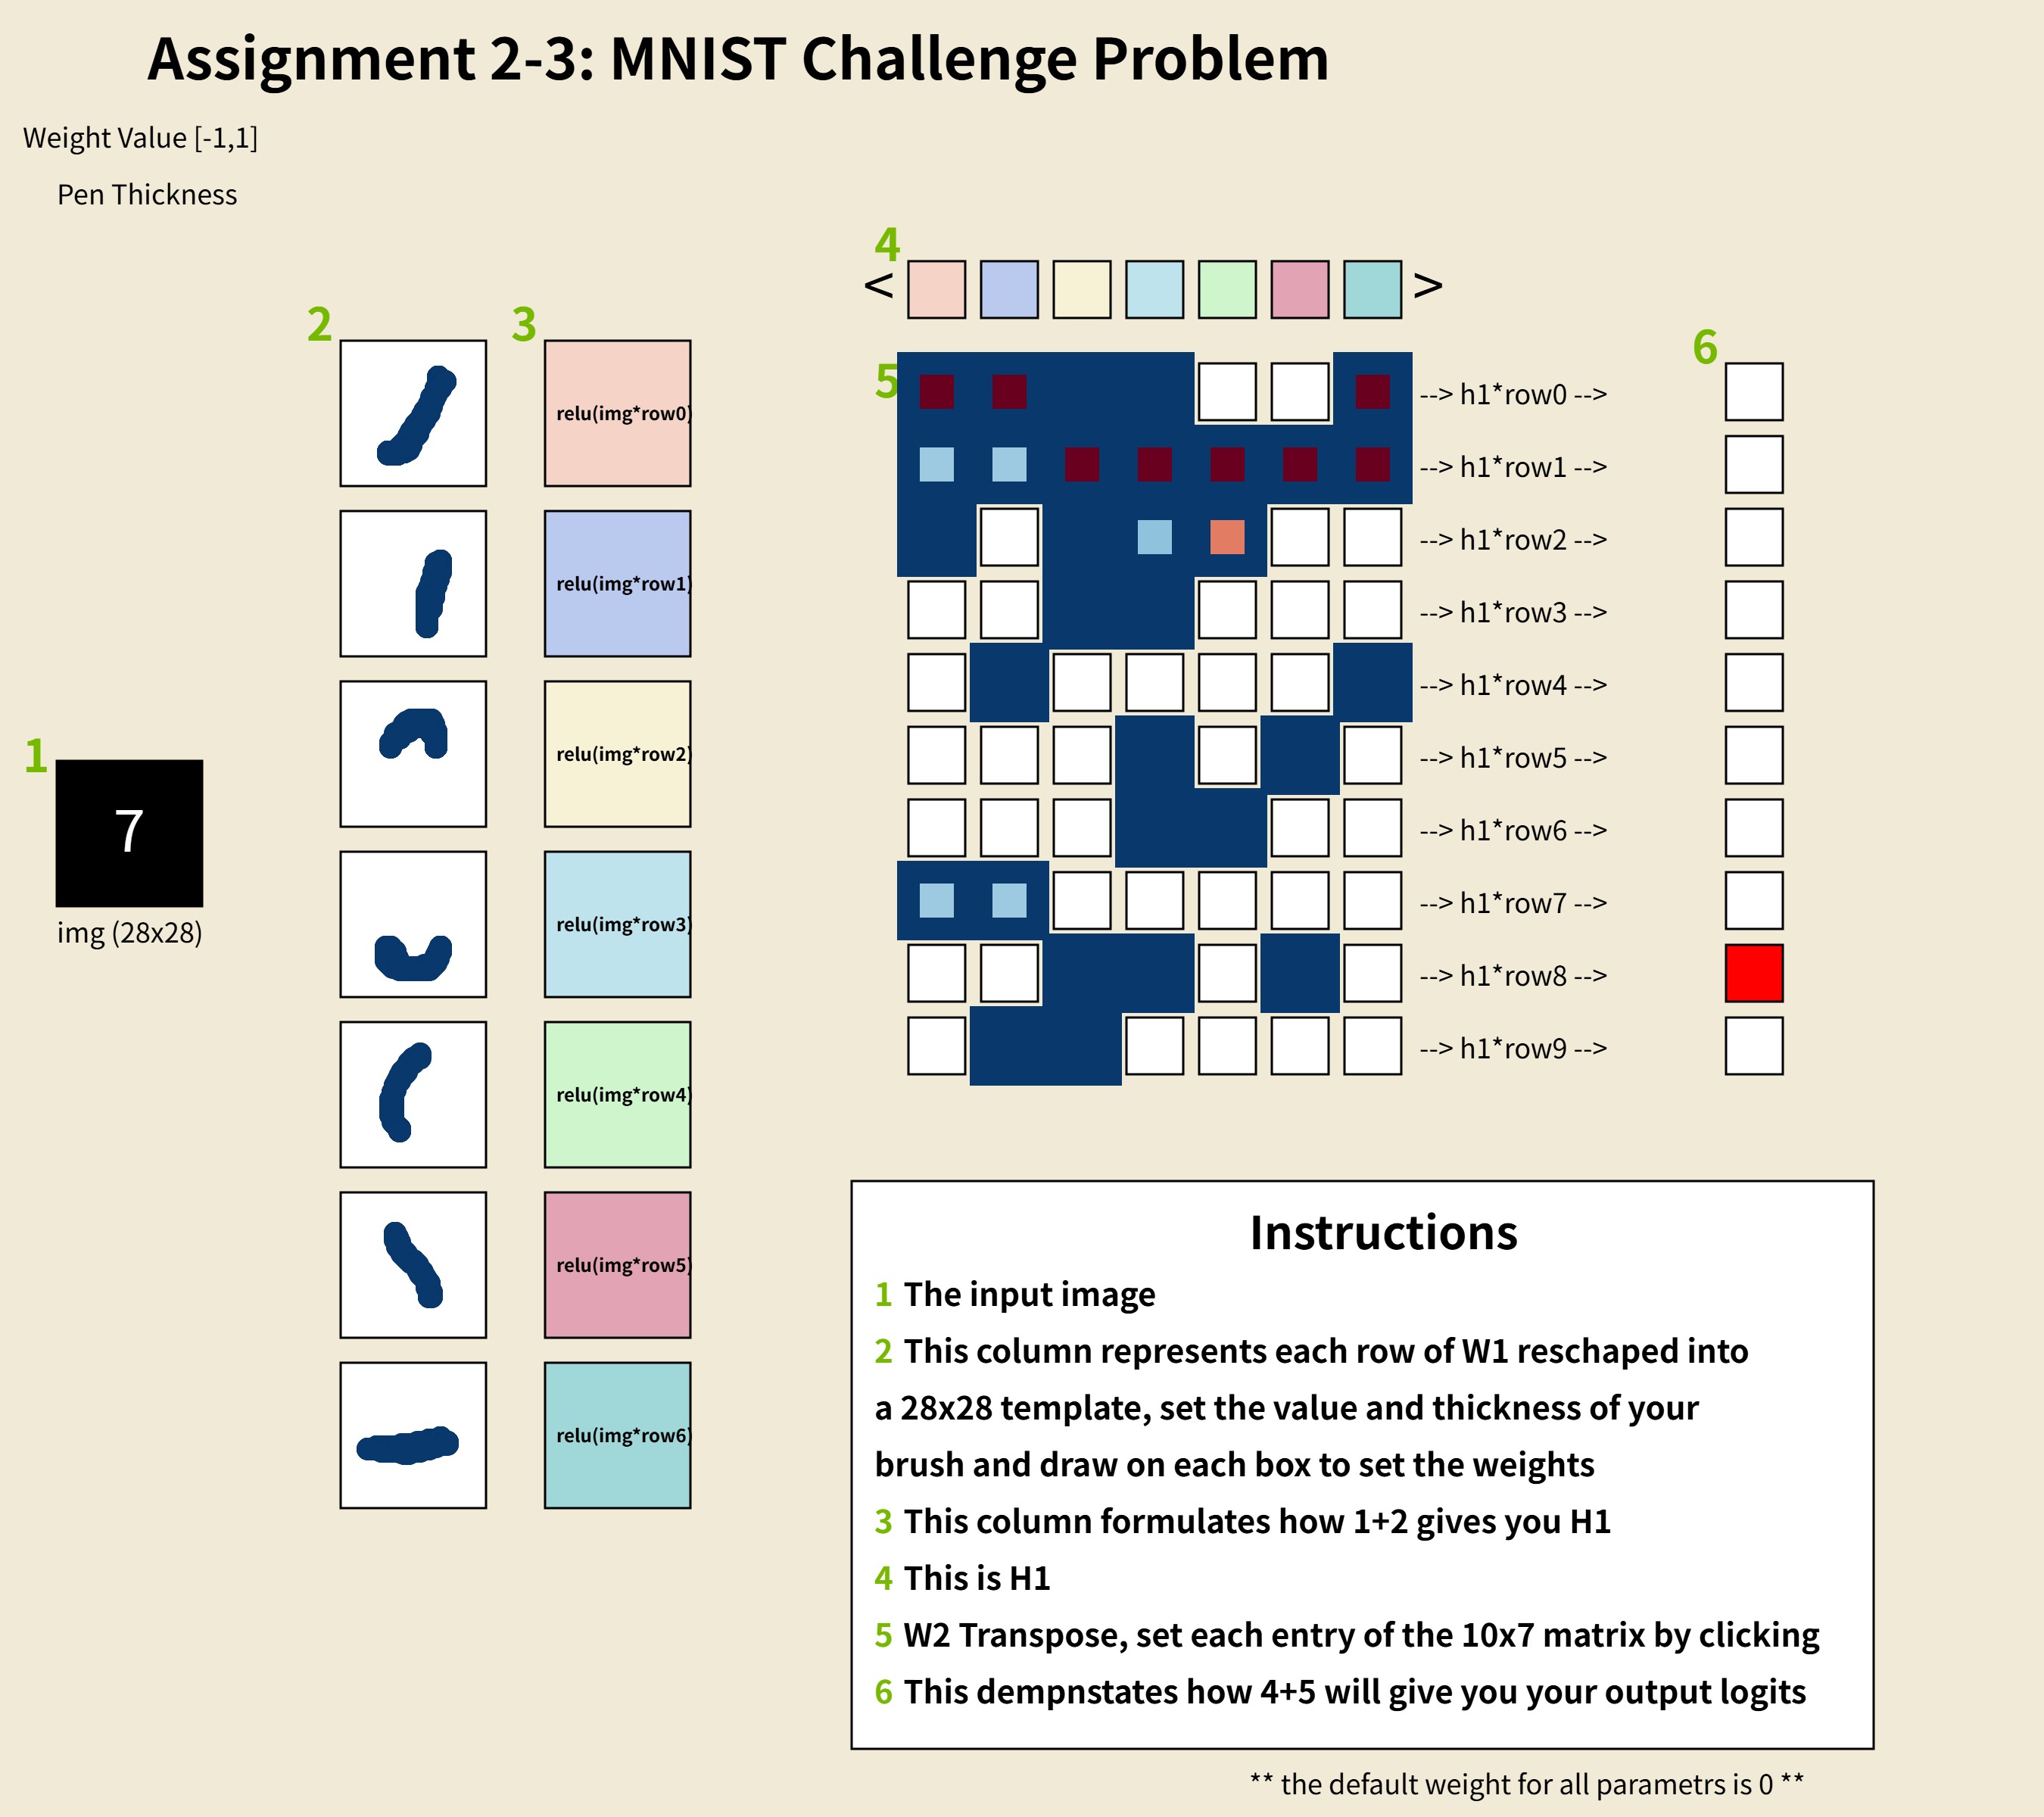 Assignment 2-3: MNIST Challenge Problem
Weight Value [-1,1]
Pen Thickness
4
< >
2
3
5
6
relu(img*row0)
relu(img*row1)
relu(img*row2)
relu(img*row3)
relu(img*row4)
relu(img*row5)
relu(img*row6)
1
7
img (28x28)
--> h1*row0 -->
--> h1*row1 -->
--> h1*row2 -->
--> h1*row3 -->
--> h1*row4 -->
--> h1*row5 -->
--> h1*row6 -->
--> h1*row7 -->
--> h1*row8 -->
--> h1*row9 -->
Instructions
1 The input image
2 This column represents each row of W1 reschaped into
a 28x28 template, set the value and thickness of your
brush and draw on each box to set the weights
3 This column formulates how 1+2 gives you H1
4 This is H1
5 W2 Transpose, set each entry of the 10x7 matrix by clicking
6 This dempnstates how 4+5 will give you your output logits
** the default weight for all parametrs is 0 **